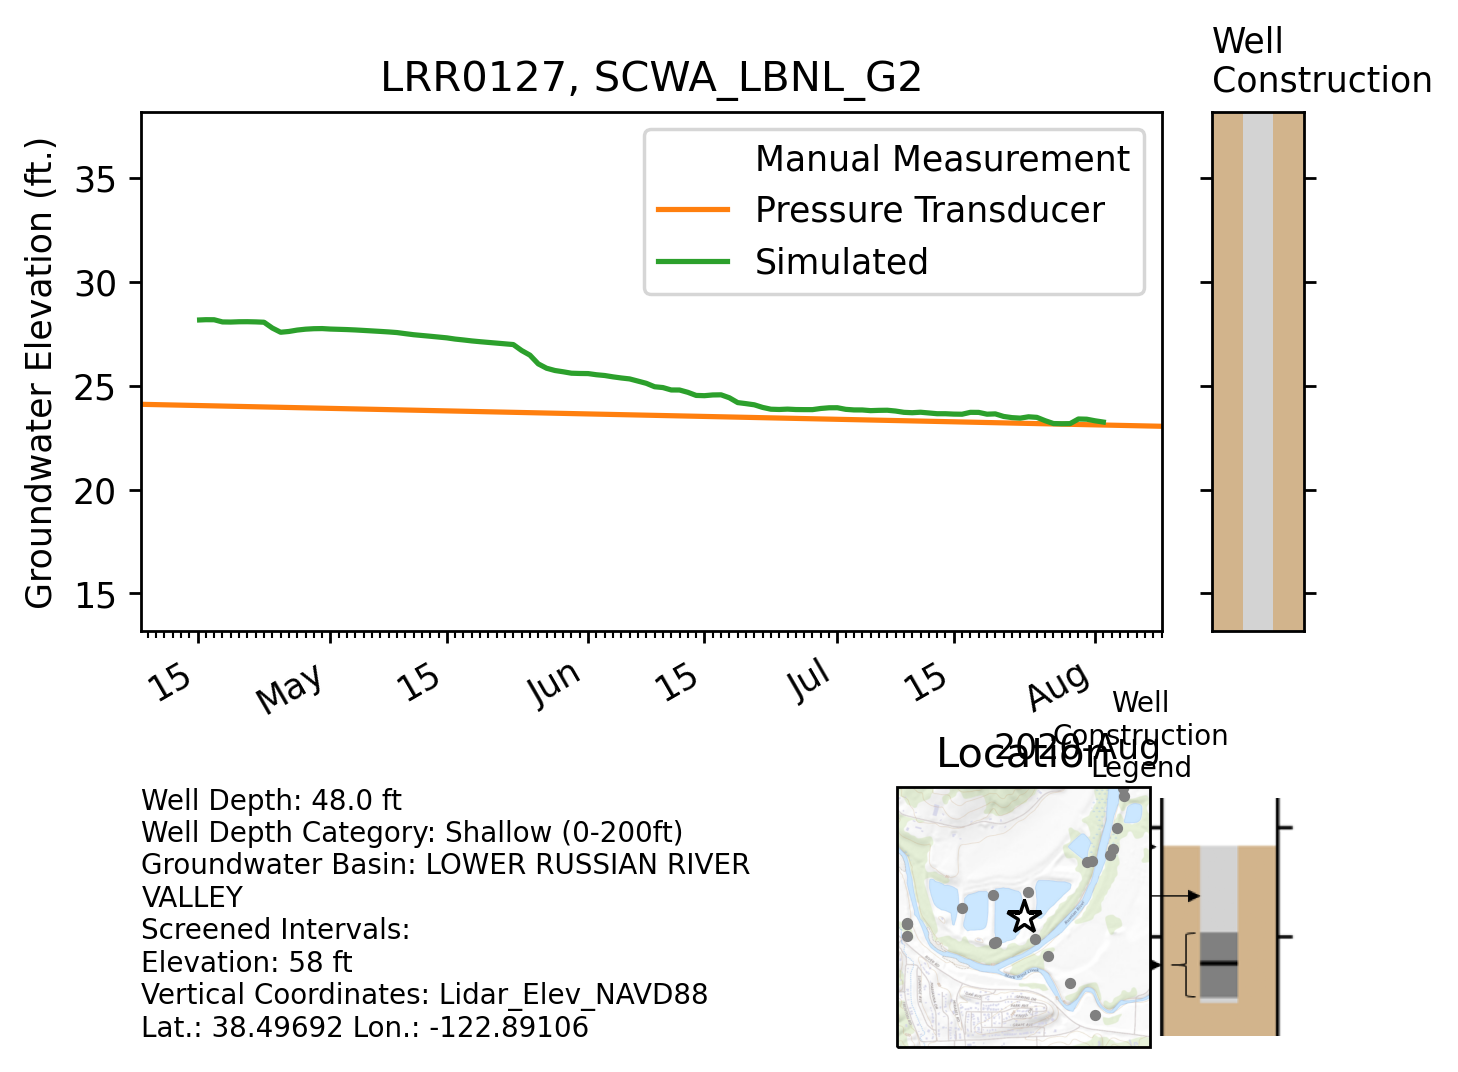 Well
Construction
LRR0127, SCWA_LBNL_G2
Groundwater Elevation (ft.)
35
30
25
20
15
Manual Measurement
Pressure Transducer
Simulated
15
May
15
Jun
15
Jul
15
Aug
2020-Aug
Location
Well
Construction
Legend
Well Depth: 48.0 ft
Well Depth Category: Shallow (0-200ft)
Groundwater Basin: LOWER RUSSIAN RIVER
VALLEY
Screened Intervals:
Elevation: 58 ft
Vertical Coordinates: Lidar_Elev_NAVD88
Lat.: 38.49692 Lon.: -122.89106